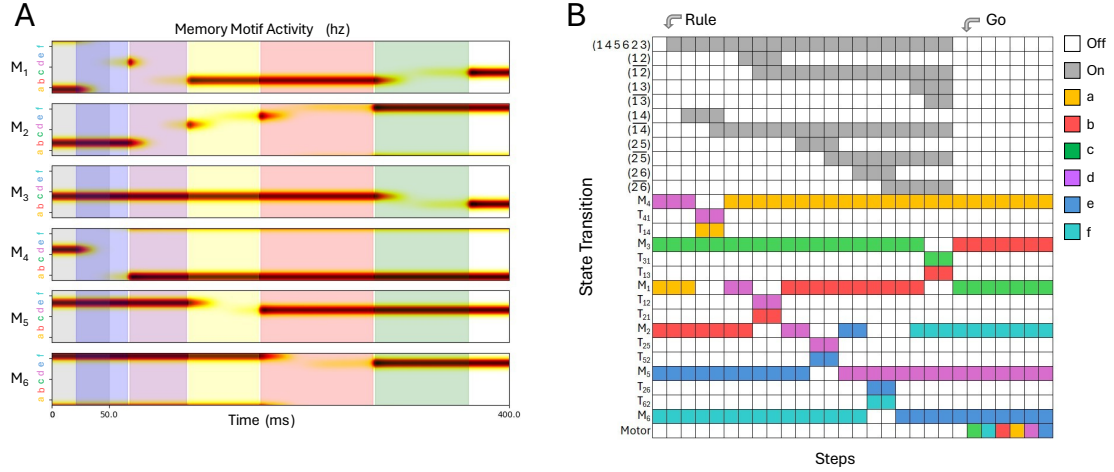 A
Memory Motif Activity (hz)
M1
a b c d e f
M2
a b c d e f
M3
a b c d e f
M4
a b c d e f
M5
a b c d e f
M6
a b c d e f
0
50.0
400.0
Time (ms)
B
Rule
Go
State Transition
(1 4 5 6 2 3)
(1 2)
(1̅2̅)
(1 3)
(1̅3̅)
(1 4)
(1̅4̅)
(2 5)
(2̅5̅)
(2 6)
(2̅6̅)
M4
T41
T14
M3
T31
T13
M1
T12
T21
M2
T25
T52
M5
T26
T62
M6
Motor
Steps
Off
On
a
b
c
d
e
f